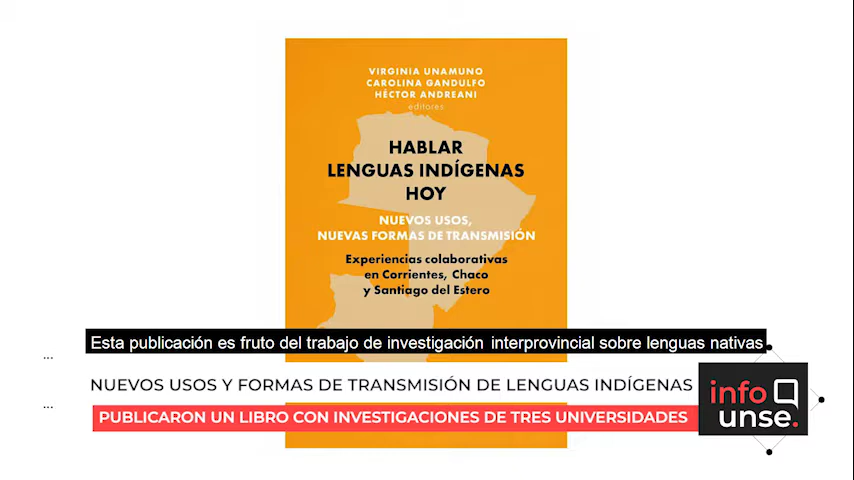 VIRGINIA UNAMUNO
CAROLINA GANDULFO
HÉCTOR ANDREANI
editores
HABLAR
LENGUAS INDÍGENAS
HOY
NUEVOS USOS,
NUEVAS FORMAS DE TRANSMISIÓN
Experiencias colaborativas
en Corrientes, Chaco
y Santiago del Estero
Esta publicación es fruto del trabajo de investigación interprovincial sobre lenguas nativas
...
NUEVOS USOS Y FORMAS DE TRANSMISIÓN DE LENGUAS INDÍGENAS
...
PUBLICARON UN LIBRO CON INVESTIGACIONES DE TRES UNIVERSIDADES
info
unse.